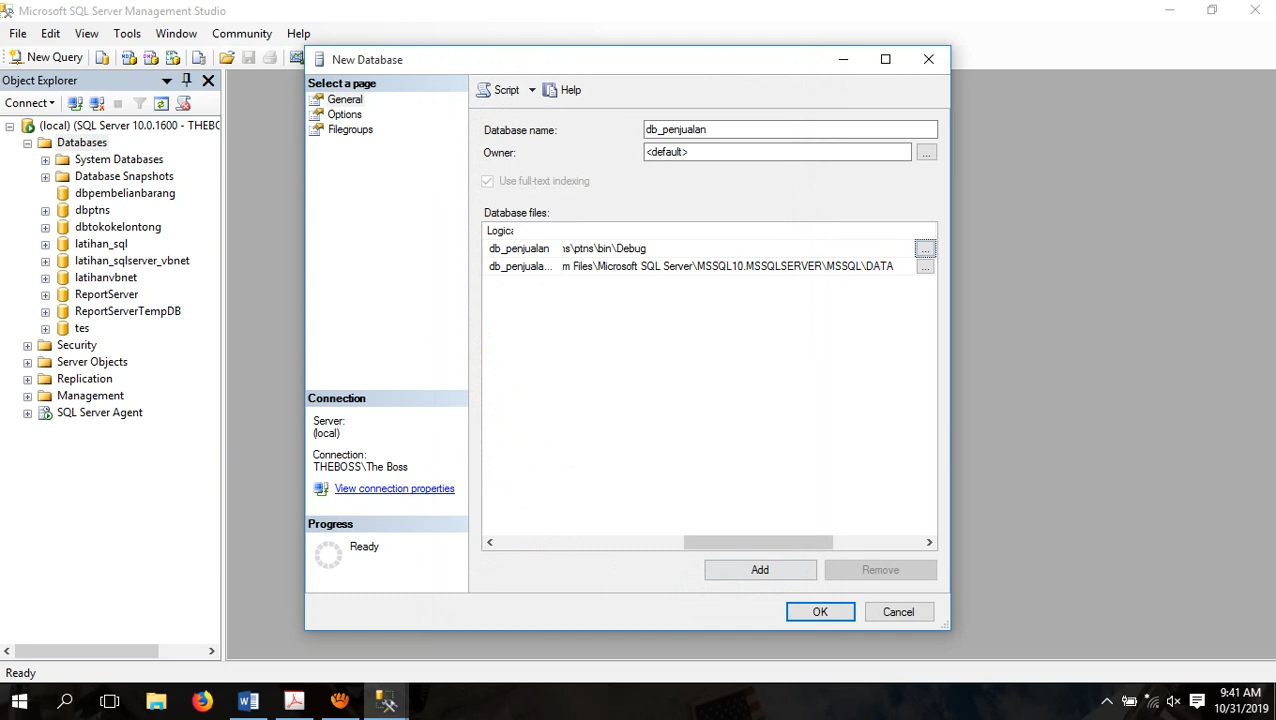 Microsoft SQL Server Management Studio
File Edit View Tools Window Community Help
New Query
Object Explorer
Connect
(local) (SQL Server 10.0.1600 - THEBO
Databases
System Databases
Database Snapshots
dbpembelianbarang
dbptns
dbtokokelontong
latihan_sql
latihan_sqlserver_vbnet
latihanvbnet
ReportServer
ReportServerTempDB
tes
Security
Server Objects
Replication
Management
SQL Server Agent
New Database
Select a page
General
Options
Filegroups
Connection
Server:
(local)
Connection:
THEBOSS\The Boss
View connection properties
Progress
Ready
Script Help
Database name: db_penjualan
Owner: <default> ...
Use full-text indexing
Database files:
Logica
db_penjualan ns\ptns\bin\Debug ...
db_penjuala... m Files\Microsoft SQL Server\MSSQL10.MSSQLSERVER\MSSQL\DATA ...
Add Remove
OK Cancel
Ready
9:41 AM
10/31/2019